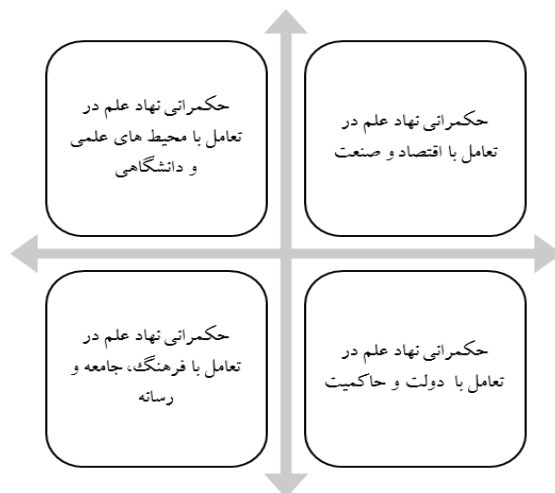 حکمرانی نهاد علم در
تعامل با اقتصاد و صنعت
حکمرانی نهاد علم در
تعامل با محیط های علمی
و دانشگاهی
حکمرانی نهاد علم در
تعامل با دولت و حاکمیت
حکمرانی نهاد علم در
تعامل با فرهنگ، جامعه و
رسانه